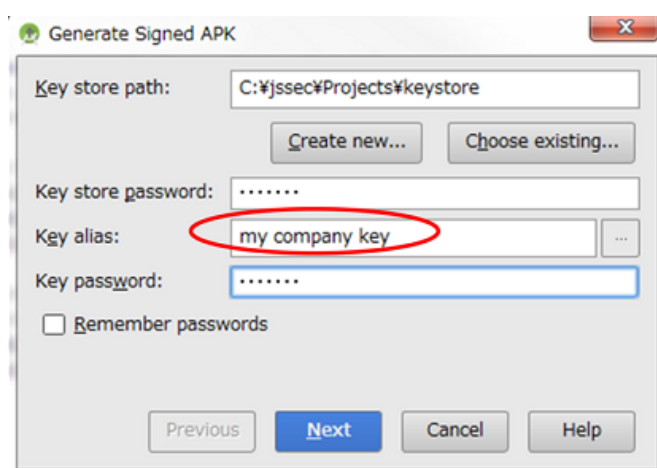 Generate Signed APK
Key store path: C:¥jssec¥Projects¥keystore
Create new... Choose existing...
Key store password: •••••••
Key alias: my company key ...
Key password: •••••••
Remember passwords
Previous Next Cancel Help